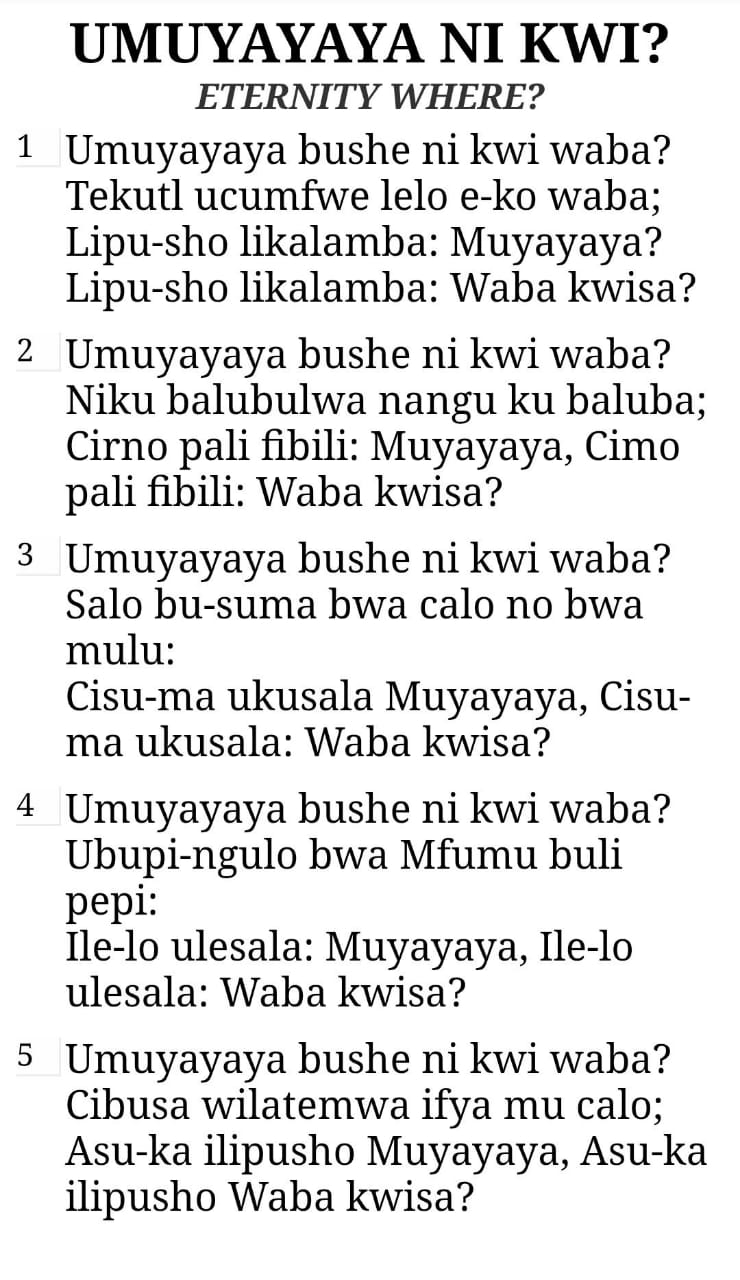 UMUYAYAYA NI KWI?
ETERNITY WHERE?
1 Umuyayaya bushe ni kwi waba?
Tekutl ucumfwe lelo e-ko waba;
Lipu-sho likalamba: Muyayaya?
Lipu-sho likalamba: Waba kwisa?
2 Umuyayaya bushe ni kwi waba?
Niku balubulwa nangu ku baluba;
Cirno pali fibili: Muyayaya, Cimo
pali fibili: Waba kwisa?
3 Umuyayaya bushe ni kwi waba?
Salo bu-suma bwa calo no bwa
mulu:
Cisu-ma ukusala Muyayaya, Cisu-
ma ukusala: Waba kwisa?
4 Umuyayaya bushe ni kwi waba?
Ubupi-ngulo bwa Mfumu buli
pepi:
Ile-lo ulesala: Muyayaya, Ile-lo
ulesala: Waba kwisa?
5 Umuyayaya bushe ni kwi waba?
Cibusa wilatemwa ifya mu calo;
Asu-ka ilipusho Muyayaya, Asu-ka
ilipusho Waba kwisa?